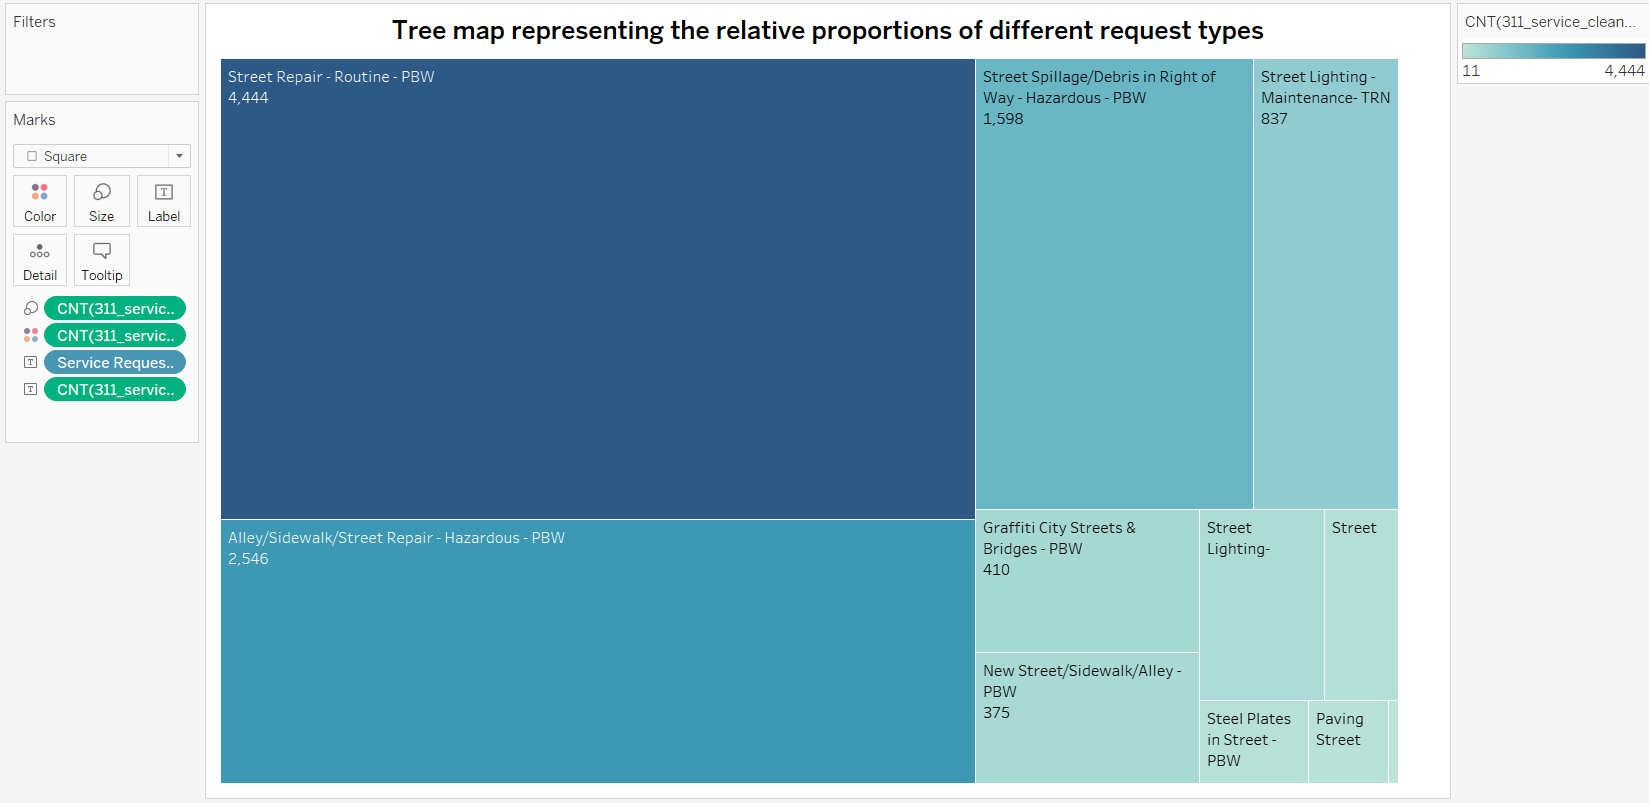 Filters
Marks
Square
Color
Size
Label
Detail
Tooltip
CNT(311_servic..
CNT(311_servic..
Service Reques..
CNT(311_servic..
Tree map representing the relative proportions of different request types
Street Repair - Routine - PBW
4,444
Alley/Sidewalk/Street Repair - Hazardous - PBW
2,546
Street Spillage/Debris in Right of
Way - Hazardous - PBW
1,598
Street Lighting -
Maintenance- TRN
837
Graffiti City Streets &
Bridges - PBW
410
New Street/Sidewalk/Alley -
PBW
375
Street
Lighting-
Street
Steel Plates
in Street -
PBW
Paving
Street
CNT(311_service_clean...
11
4,444